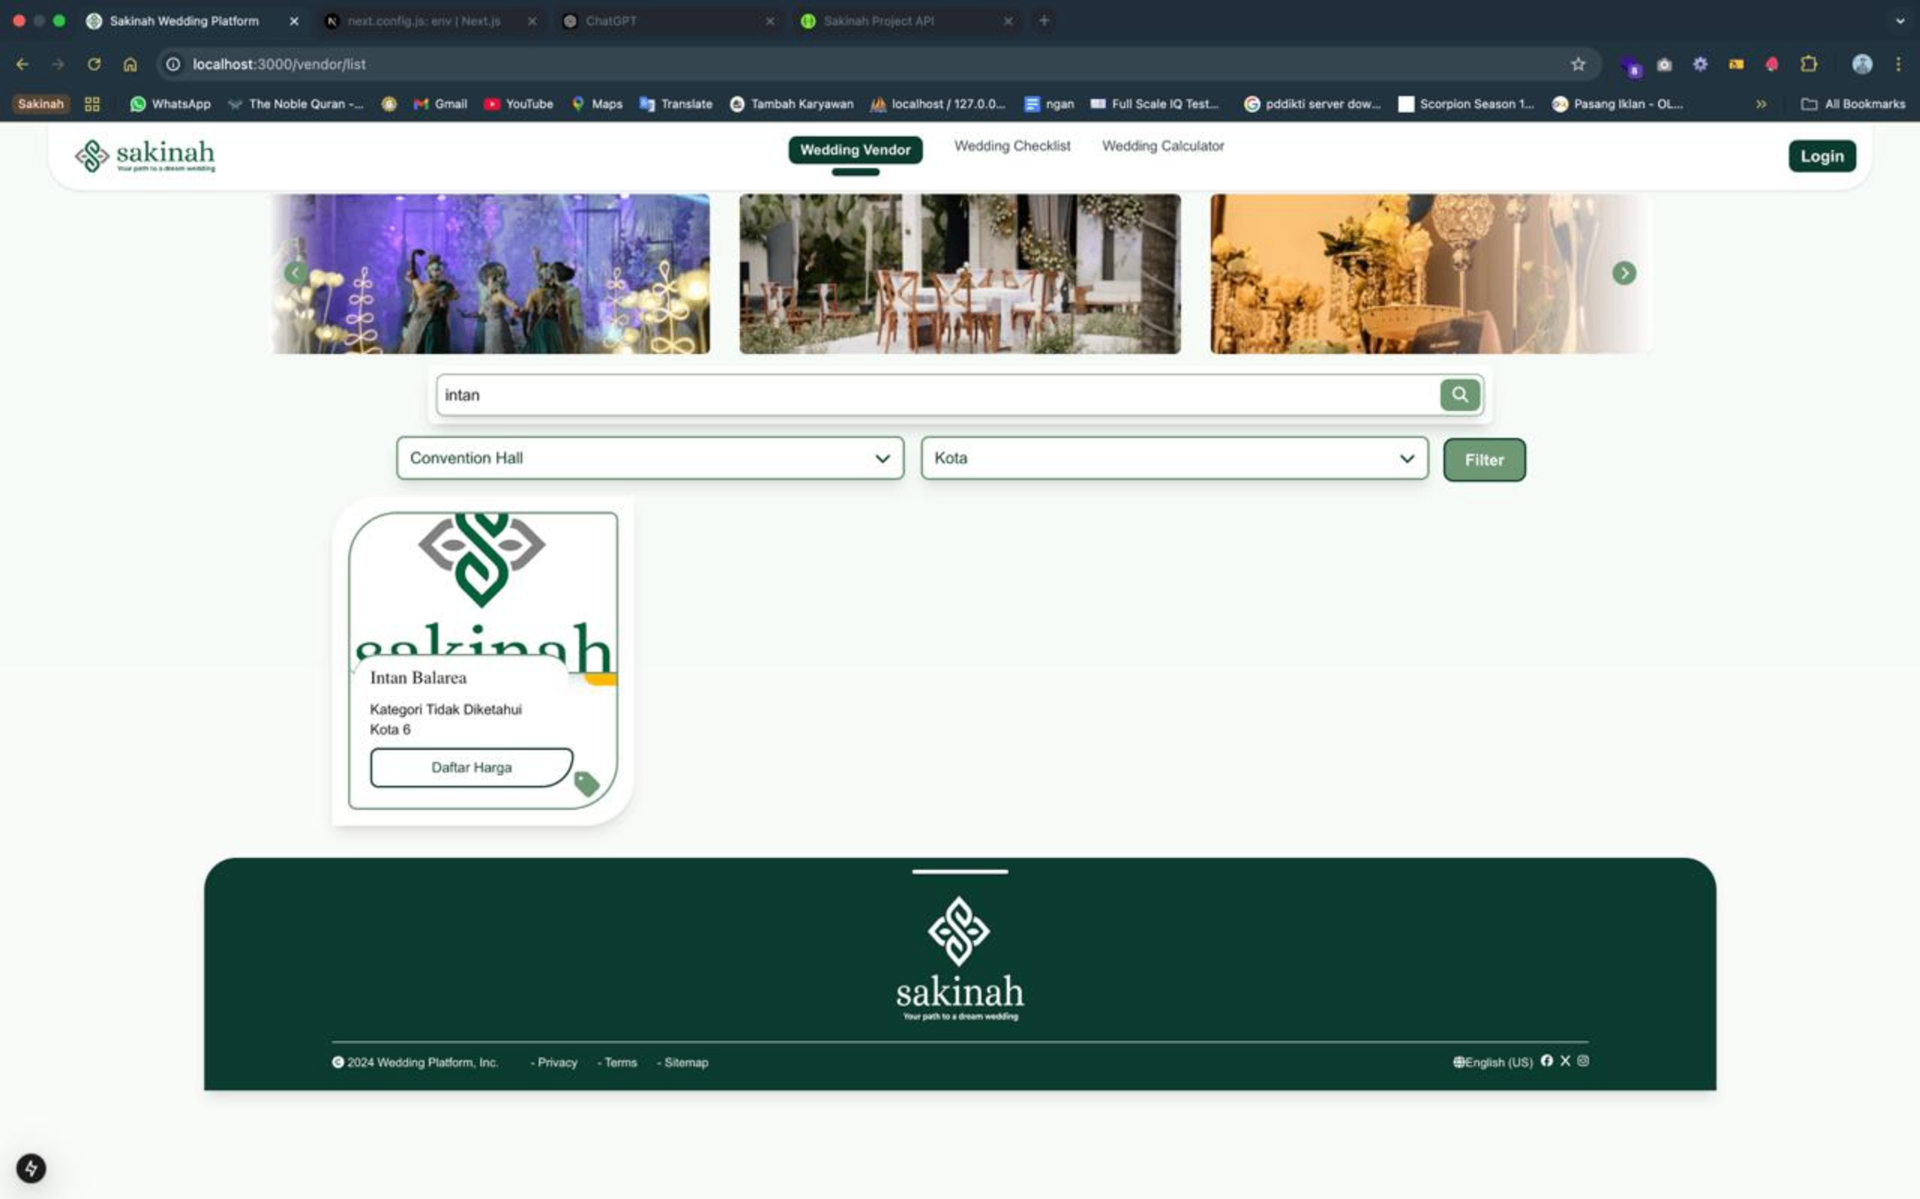 Sakinah Wedding Platform
next.config.js: env | Next.js
ChatGPT
Sakinah Project API
localhost:3000/vendor/list
8
Sakinah
WhatsApp
The Noble Quran -...
Gmail
YouTube
Maps
Translate
Tambah Karyawan
localhost / 127.0.0...
ngan
Full Scale IQ Test...
pddikti server dow...
Scorpion Season 1...
Pasang Iklan - OL...
All Bookmarks
sakinah
Your path to a dream wedding
Wedding Vendor
Wedding Checklist
Wedding Calculator
Login
intan
Convention Hall
Kota
Filter
sakinah
Intan Balarea
Kategori Tidak Diketahui
Kota 6
Daftar Harga
sakinah
Your path to a dream wedding
2024 Wedding Platform, Inc. - Privacy - Terms - Sitemap
English (US)